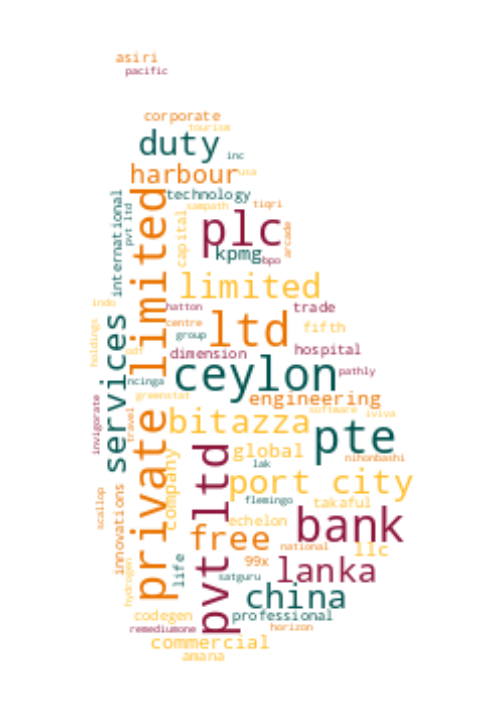 asiri
pacific
corporate
tourism
duty
inc
harbour
usa
technology
international
pvt ltd
sampath
tiqri
capital
plc
arcade
kpmg
bpo
private limited
limited
indo
hatton
trade
holdings
services
centre
ltd
fifth
group
odf
dimension
hospital
ncinga
ceylon
pathly
greenstat
engineering
invigorate
travel
software
iviva
bitazza
pte
pvt ltd
global
nihonbashi
company
lak
port city
scallop
innovations
flemingo
takaful
echelon
bank
free
national
llc
hydrogen
life
99x
satguru
lanka
china
codegen
professional
remediumone
horizon
commercial
amana